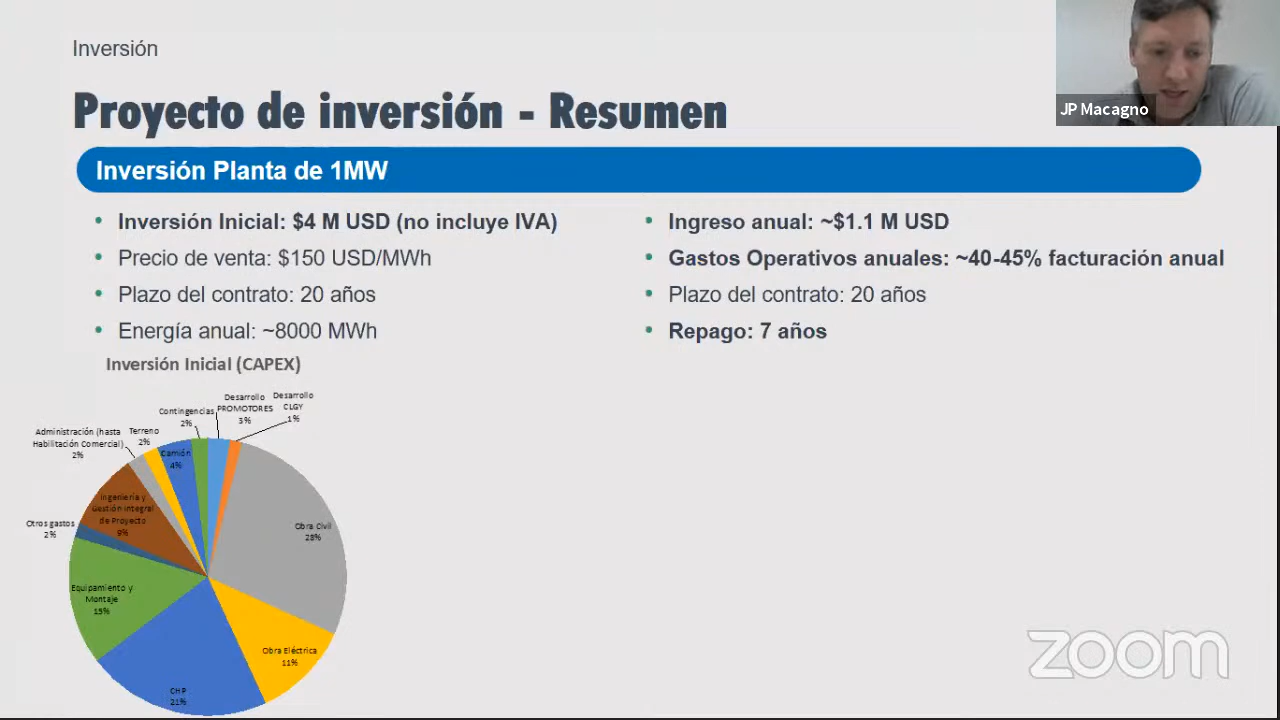 Inversión
JP Macagno
Proyecto de inversión - Resumen
Inversión Planta de 1MW
• Inversión Inicial: $4 M USD (no incluye IVA)
• Precio de venta: $150 USD/MWh
• Plazo del contrato: 20 años
• Energía anual: ~8000 MWh
• Ingreso anual: ~$1.1 M USD
• Gastos Operativos anuales: ~40-45% facturación anual
• Plazo del contrato: 20 años
• Repago: 7 años
Inversión Inicial (CAPEX)
Desarrollo
PROMOTORES
3%
Desarrollo
CLGY
1%
Obra Civil
28%
Obra Eléctrica
11%
CHP
21%
Equipamiento y
Montaje
15%
Otros gastos
2%
Ingeniería y
Gestión Integral
de Proyecto
9%
Administración (hasta
Habilitación Comercial)
2%
Terreno
2%
Camión
4%
Contingencias
2%
zoom